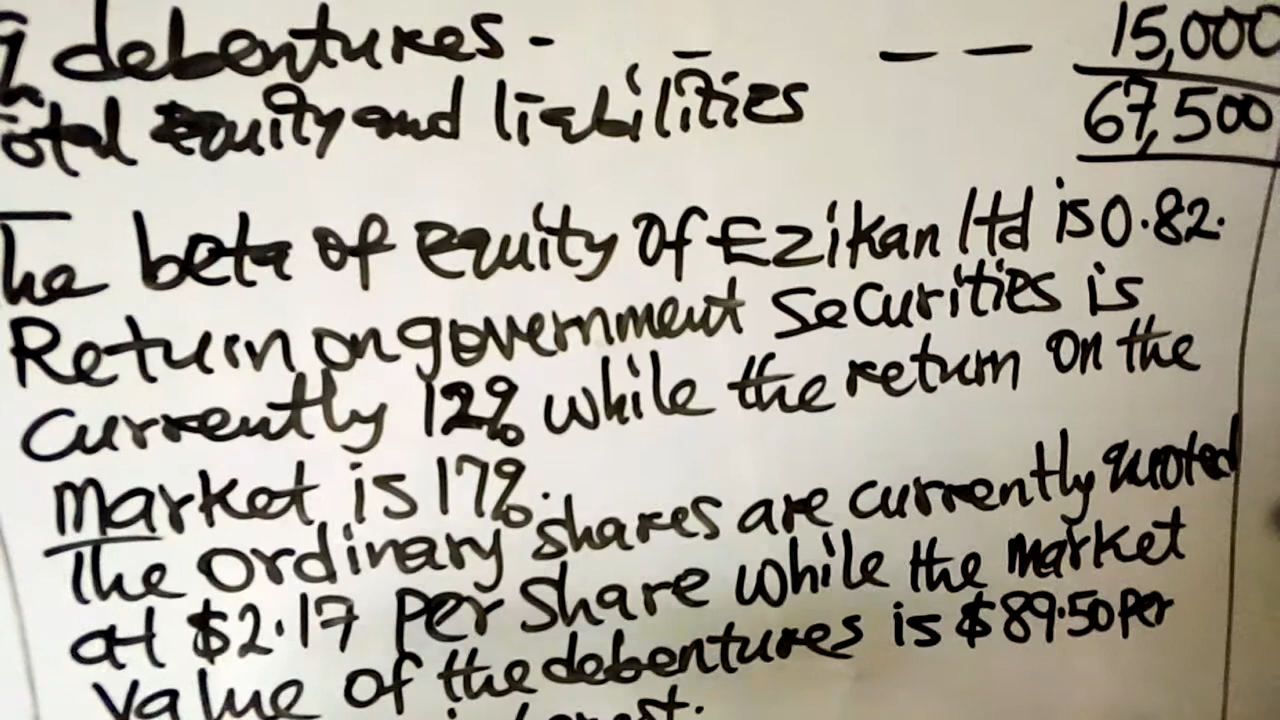 debentures - - - - 15,000
otal equity and liabilities 67,500
The beta of equity of Ezikan ltd is 0.82.
Return on government securities is
currently 12% while the return on the
market is 17%.
The ordinary shares are currently quoted
at $2.17 per share while the market
value of the debentures is $89.50 per